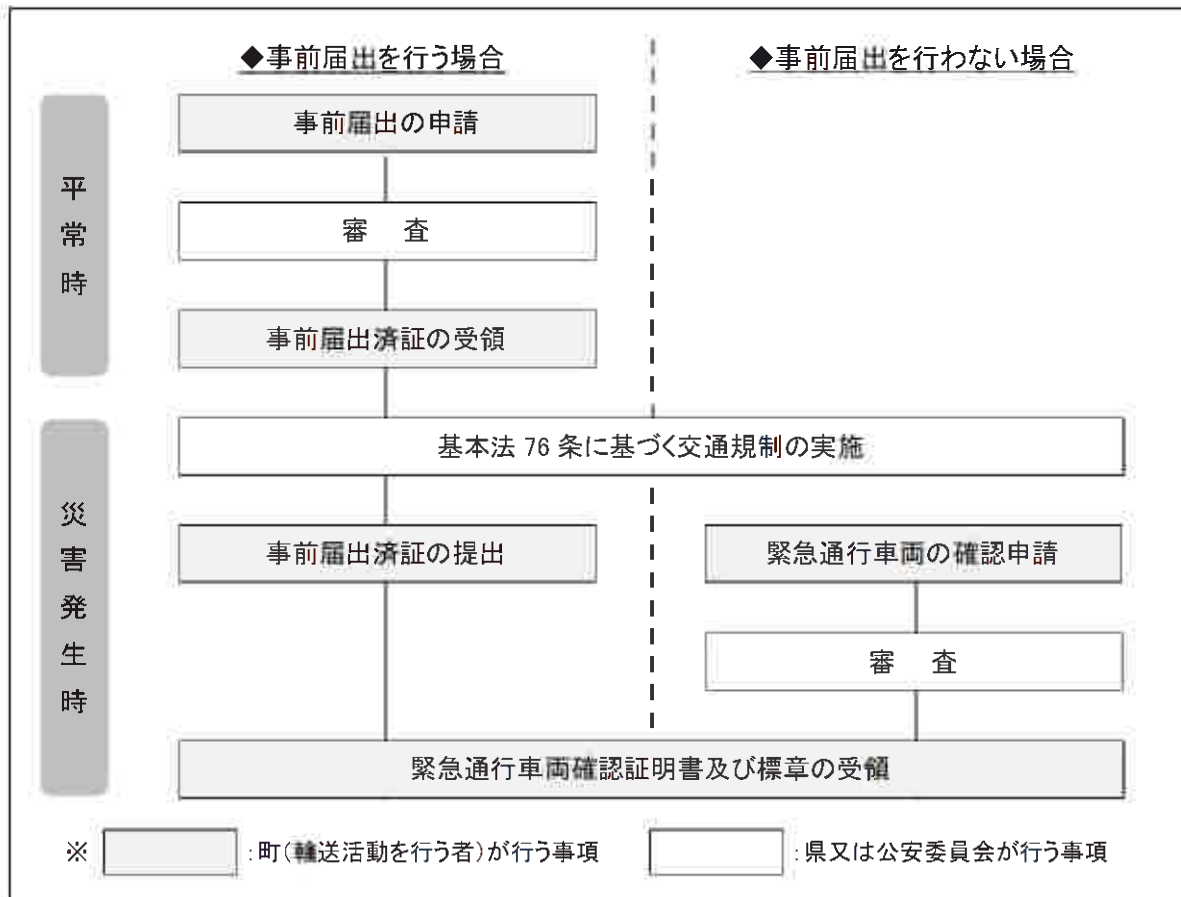 ◆事前届出を行う場合
◆事前届出を行わない場合
平常時
事前届出の申請
審　査
事前届出済証の受領
災害発生時
基本法 76 条に基づく交通規制の実施
事前届出済証の提出
緊急通行車両の確認申請
審　査
緊急通行車両確認証明書及び標章の受領
※ : 町(輸送活動を行う者)が行う事項
: 県又は公安委員会が行う事項